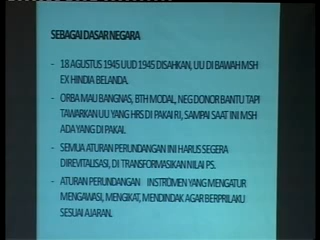 SEBAGAI DASAR NEGARA
- 18 AGUSTUS 1945 UUD 1945 DISAHKAN, UU DI BAWAH MSH
EX HINDIA BELANDA.
- ORBA MAU BANGNAS, BTH MODAL, NEG DONOR BANTU TAPI
TAWARKAN UU YANG HRS DI PAKAI RI, SAMPAI SAAT INI MSH
ADA YANG DI PAKAI.
- SEMUA ATURAN PERUNDANGAN INI HARUS SEGERA
DIREVITALISASI, DI TRANSFORMASIKAN NILAI PS.
- ATURAN PERUNDANGAN INSTRUMEN YANG MENGATUR
MENGAWASI, MENGIKAT, MENDINDAK AGAR BERPRILAKU
SESUAI AJARAN.